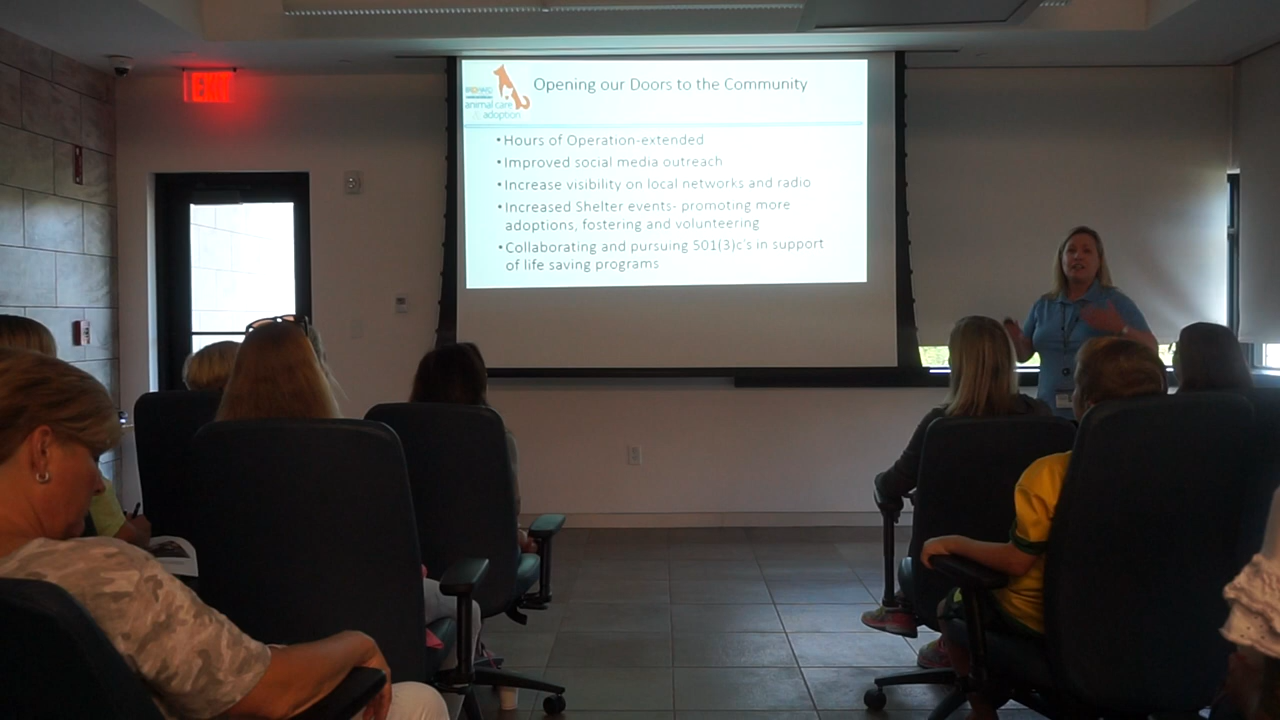 EXIT
Opening our Doors to the Community
BROWARD
animal care
& adoption
•Hours of Operation-extended
•Improved social media outreach
•Increase visibility on local networks and radio
•Increased Shelter events- promoting more
adoptions, fostering and volunteering
•Collaborating and pursuing 501(3)c's in support
of life saving programs